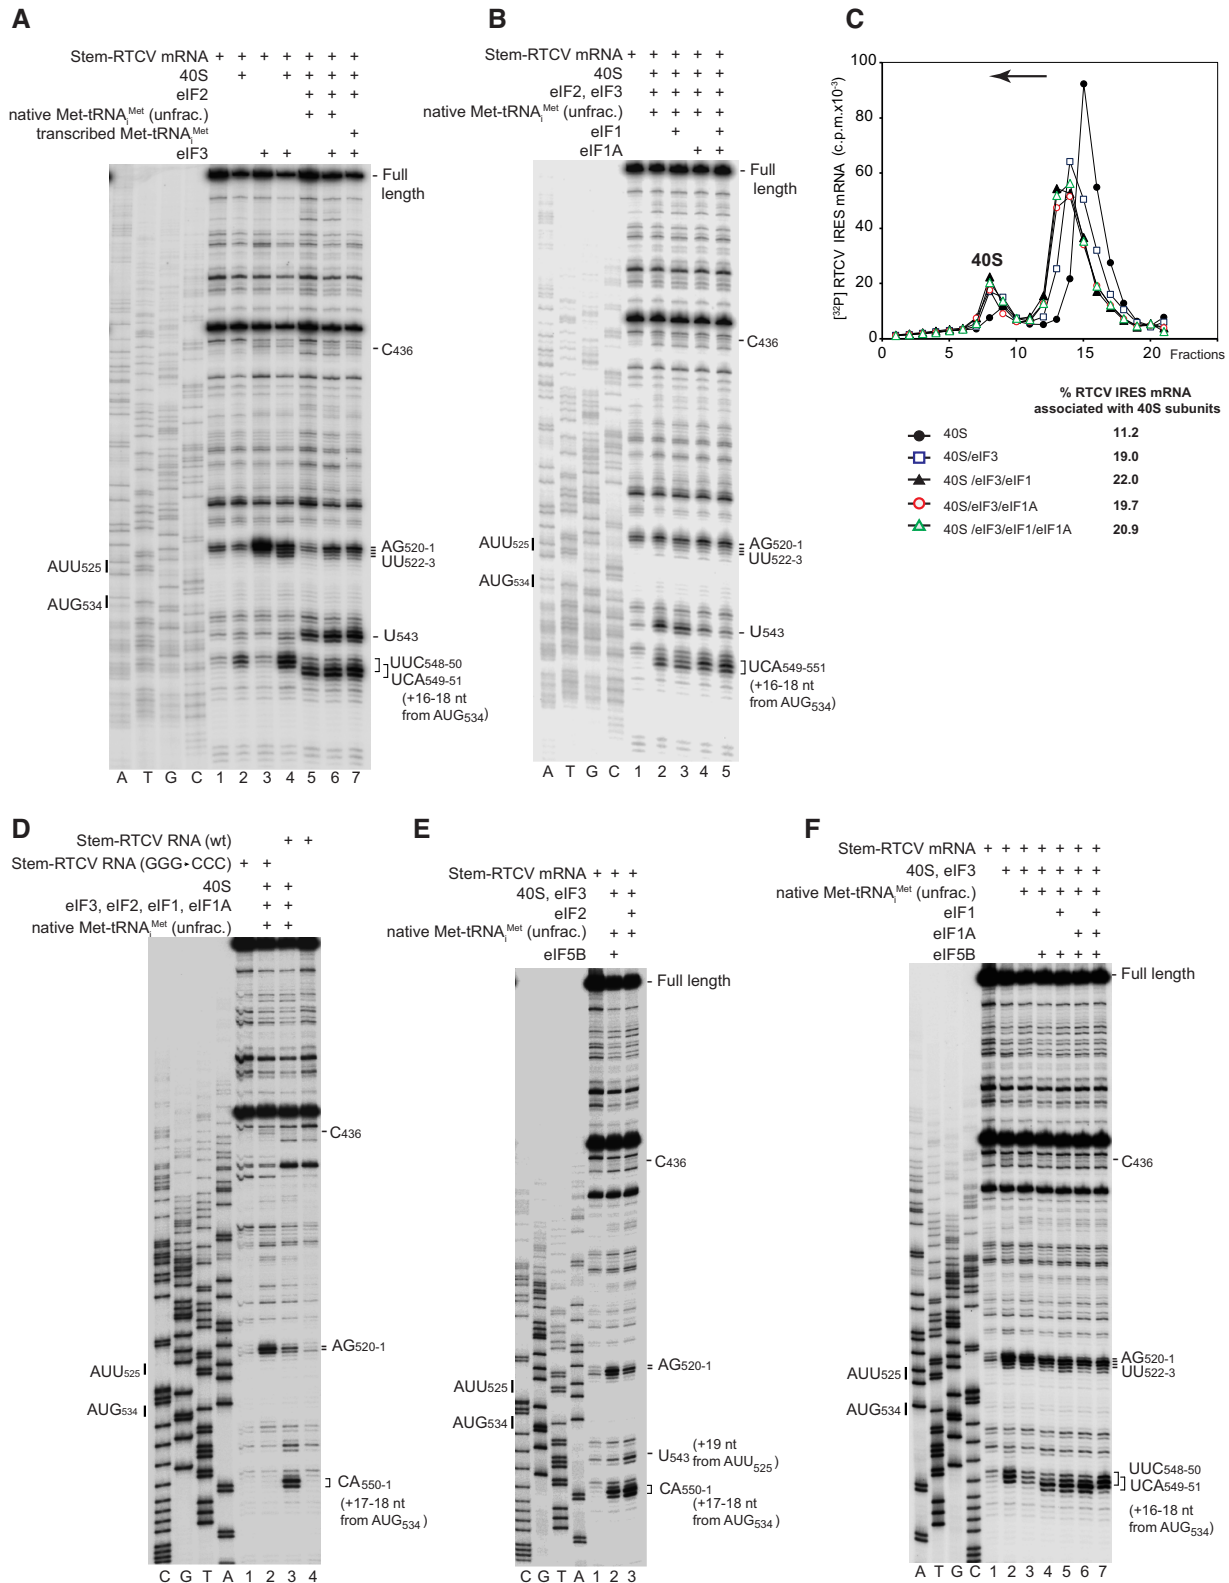 A
Stem-RTCV mRNA + + + + + + +
40S + + + + +
eIF2 + + +
native Met-tRNAiMet (unfrac.) + +
transcribed Met-tRNAiMet +
eIF3 + + + +
Full length
C436
AG520-1
UU522-3
AUU525
AUG534
U543
UUC548-50
UCA549-51
(+16-18 nt
from AUG534)
A T G C 1 2 3 4 5 6 7
B
Stem-RTCV mRNA + + + + +
40S + + + +
eIF2, eIF3 + + + +
native Met-tRNAiMet (unfrac.) + + + +
eIF1 + +
eIF1A + +
Full
length
C436
AUU525
AG520-1
UU522-3
AUG534
U543
UCA549-551
(+16-18 nt
from AUG534)
A T G C 1 2 3 4 5
C
[32P] RTCV IRES mRNA (c.p.m.x10-3)
100
80
60
40
20
0
40S
0 5 10 15 20 Fractions
% RTCV IRES mRNA
associated with 40S subunits
40S 11.2
40S/eIF3 19.0
40S /eIF3/eIF1 22.0
40S/eIF3/eIF1A 19.7
40S /eIF3/eIF1/eIF1A 20.9
D
Stem-RTCV RNA (wt) + +
Stem-RTCV RNA (GGG▸CCC) + +
40S + +
eIF3, eIF2, eIF1, eIF1A + +
native Met-tRNAiMet (unfrac.) + +
C436
AG520-1
AUU525
AUG534
CA550-1
(+17-18 nt
from AUG534)
C G T A 1 2 3 4
E
Stem-RTCV mRNA + + +
40S, eIF3 + +
eIF2 +
native Met-tRNAiMet (unfrac.) + +
eIF5B +
Full length
C436
AG520-1
AUU525
AUG534
U543 (+19 nt
from AUU525)
CA550-1
(+17-18 nt
from AUG534)
C G T A 1 2 3
F
Stem-RTCV mRNA + + + + + + +
40S, eIF3 + + + + + +
native Met-tRNAiMet (unfrac.) + + + + +
eIF1 + +
eIF1A + +
eIF5B + + + +
Full length
C436
AG520-1
UU522-3
AUU525
AUG534
UUC548-50
UCA549-51
(+16-18 nt
from AUG534)
A T G C 1 2 3 4 5 6 7